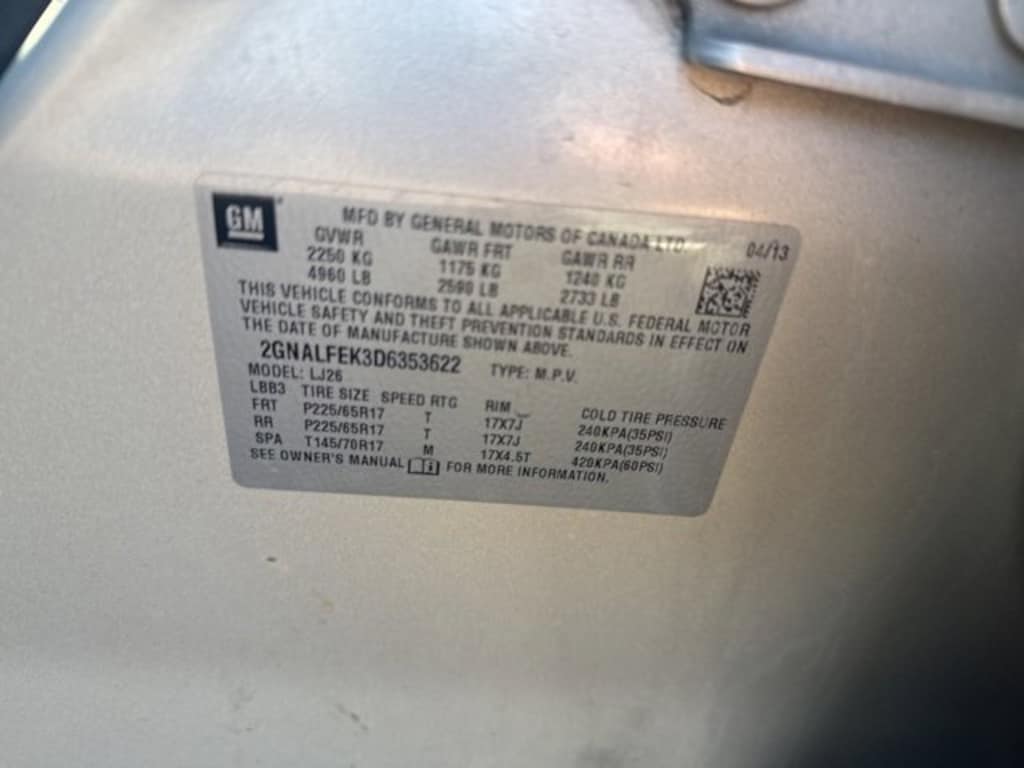 GM
MFD BY GENERAL MOTORS OF CANADA LTD 04/13
GVWR GAWR FRT GAWR RR
2250 KG 1175 KG 1240 KG
4960 LB 2590 LB 2733 LB
THIS VEHICLE CONFORMS TO ALL APPLICABLE U.S. FEDERAL MOTOR
VEHICLE SAFETY AND THEFT PREVENTION STANDARDS IN EFFECT ON
THE DATE OF MANUFACTURE SHOWN ABOVE.
2GNALFEK3D6353622 TYPE: M.P.V.
MODEL: LJ26
LBB3 TIRE SIZE SPEED RTG RIM COLD TIRE PRESSURE
FRT P225/65R17 T 17X7J 240KPA(35PSI)
RR P225/65R17 T 17X7J 240KPA(35PSI)
SPA T145/70R17 M 17X4.5T 420KPA(60PSI)
SEE OWNER'S MANUAL FOR MORE INFORMATION.